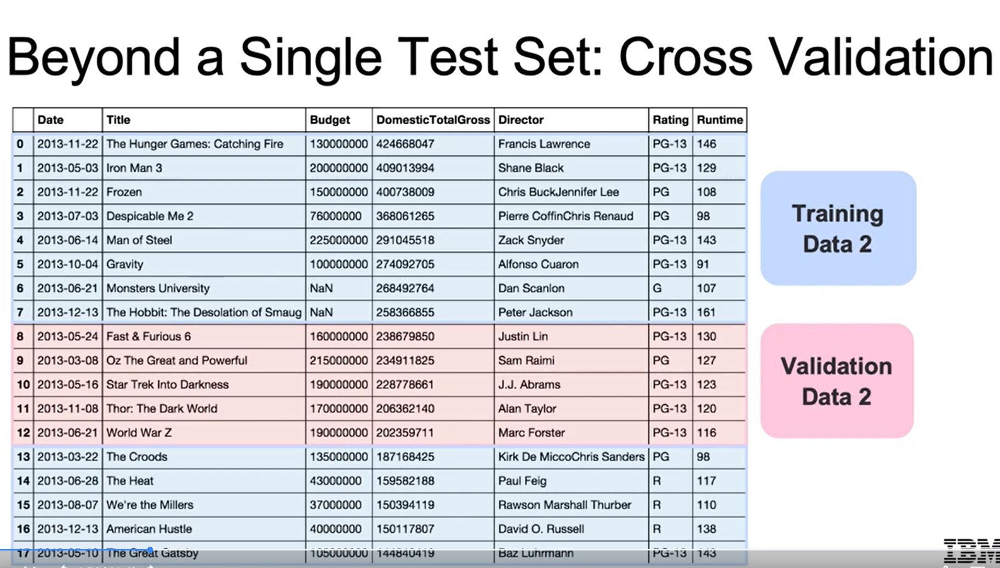 Beyond a Single Test Set: Cross Validation
Date Title Budget DomesticTotalGross Director Rating Runtime
0 2013-11-22 The Hunger Games: Catching Fire 130000000 424668047 Francis Lawrence PG-13 146
1 2013-05-03 Iron Man 3 200000000 409013994 Shane Black PG-13 129
2 2013-11-22 Frozen 150000000 400738009 Chris BuckJennifer Lee PG 108
3 2013-07-03 Despicable Me 2 76000000 368061265 Pierre CoffinChris Renaud PG 98
4 2013-06-14 Man of Steel 225000000 291045518 Zack Snyder PG-13 143
5 2013-10-04 Gravity 100000000 274092705 Alfonso Cuaron PG-13 91
6 2013-06-21 Monsters University NaN 268492764 Dan Scanlon G 107
7 2013-12-13 The Hobbit: The Desolation of Smaug NaN 258366855 Peter Jackson PG-13 161
8 2013-05-24 Fast & Furious 6 160000000 238679850 Justin Lin PG-13 130
9 2013-03-08 Oz The Great and Powerful 215000000 234911825 Sam Raimi PG 127
10 2013-05-16 Star Trek Into Darkness 190000000 228778661 J.J. Abrams PG-13 123
11 2013-11-08 Thor: The Dark World 170000000 206362140 Alan Taylor PG-13 120
12 2013-06-21 World War Z 190000000 202359711 Marc Forster PG-13 116
13 2013-03-22 The Croods 135000000 187168425 Kirk De MiccoChris Sanders PG 98
14 2013-06-28 The Heat 43000000 159582188 Paul Feig R 117
15 2013-08-07 We're the Millers 37000000 150394119 Rawson Marshall Thurber R 110
16 2013-12-13 American Hustle 40000000 150117807 David O. Russell R 138
17 2013-05-10 The Great Gatsby 105000000 144840419 Baz Luhrmann PG-13 143
Training
Data 2
Validation
Data 2
IBM